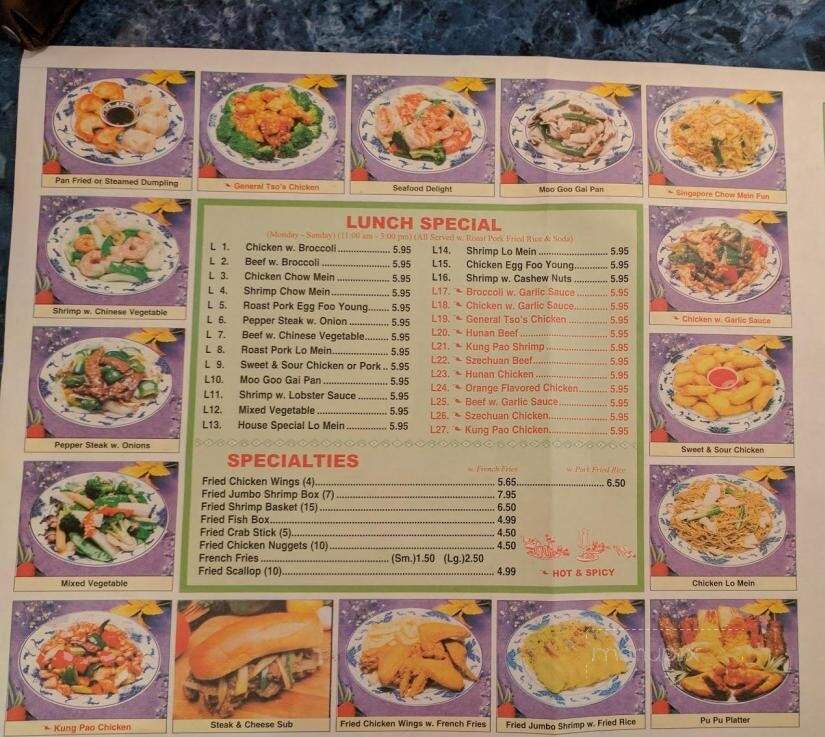 Pan Fried or Steamed Dumpling
General Tso's Chicken
Seafood Delight
Moo Goo Gai Pan
Singapore Chow Mein Fun
Shrimp w. Chinese Vegetable
Pepper Steak w. Onions
Mixed Vegetable
LUNCH SPECIAL
(Monday - Sunday) (11:00 am - 3:00 pm) (All Served w. Roast Pork Fried Rice & Soda)
L 1. Chicken w. Broccoli 5.95
L 2. Beef w. Broccoli 5.95
L 3. Chicken Chow Mein 5.95
L 4. Shrimp Chow Mein 5.95
L 5. Roast Pork Egg Foo Young 5.95
L 6. Pepper Steak w. Onion 5.95
L 7. Beef w. Chinese Vegetable 5.95
L 8. Roast Pork Lo Mein 5.95
L 9. Sweet & Sour Chicken or Pork 5.95
L10. Moo Goo Gai Pan 5.95
L11. Shrimp w. Lobster Sauce 5.95
L12. Mixed Vegetable 5.95
L13. House Special Lo Mein 5.95
L14. Shrimp Lo Mein 5.95
L15. Chicken Egg Foo Young 5.95
L16. Shrimp w. Cashew Nuts 5.95
L17. Broccoli w. Garlic Sauce 5.95
L18. Chicken w. Garlic Sauce 5.95
L19. General Tso's Chicken 5.95
L20. Hunan Beef 5.95
L21. Kung Pao Shrimp 5.95
L22. Szechuan Beef 5.95
L23. Hunan Chicken 5.95
L24. Orange Flavored Chicken 5.95
L25. Beef w. Garlic Sauce 5.95
L26. Szechuan Chicken 5.95
L27. Kung Pao Chicken 5.95
SPECIALTIES
w. French Fries w. Pork Fried Rice
Fried Chicken Wings (4) 5.65 6.50
Fried Jumbo Shrimp Box (7) 7.95
Fried Shrimp Basket (15) 6.50
Fried Fish Box 4.99
Fried Crab Stick (5) 4.50
Fried Chicken Nuggets (10) 4.50
French Fries (Sm.)1.50 (Lg.)2.50
Fried Scallop (10) 4.99
HOT & SPICY
Chicken w. Garlic Sauce
Sweet & Sour Chicken
Chicken Lo Mein
Kung Pao Chicken
Steak & Cheese Sub
Fried Chicken Wings w. French Fries
Fried Jumbo Shrimp w. Fried Rice
Pu Pu Platter
menupix